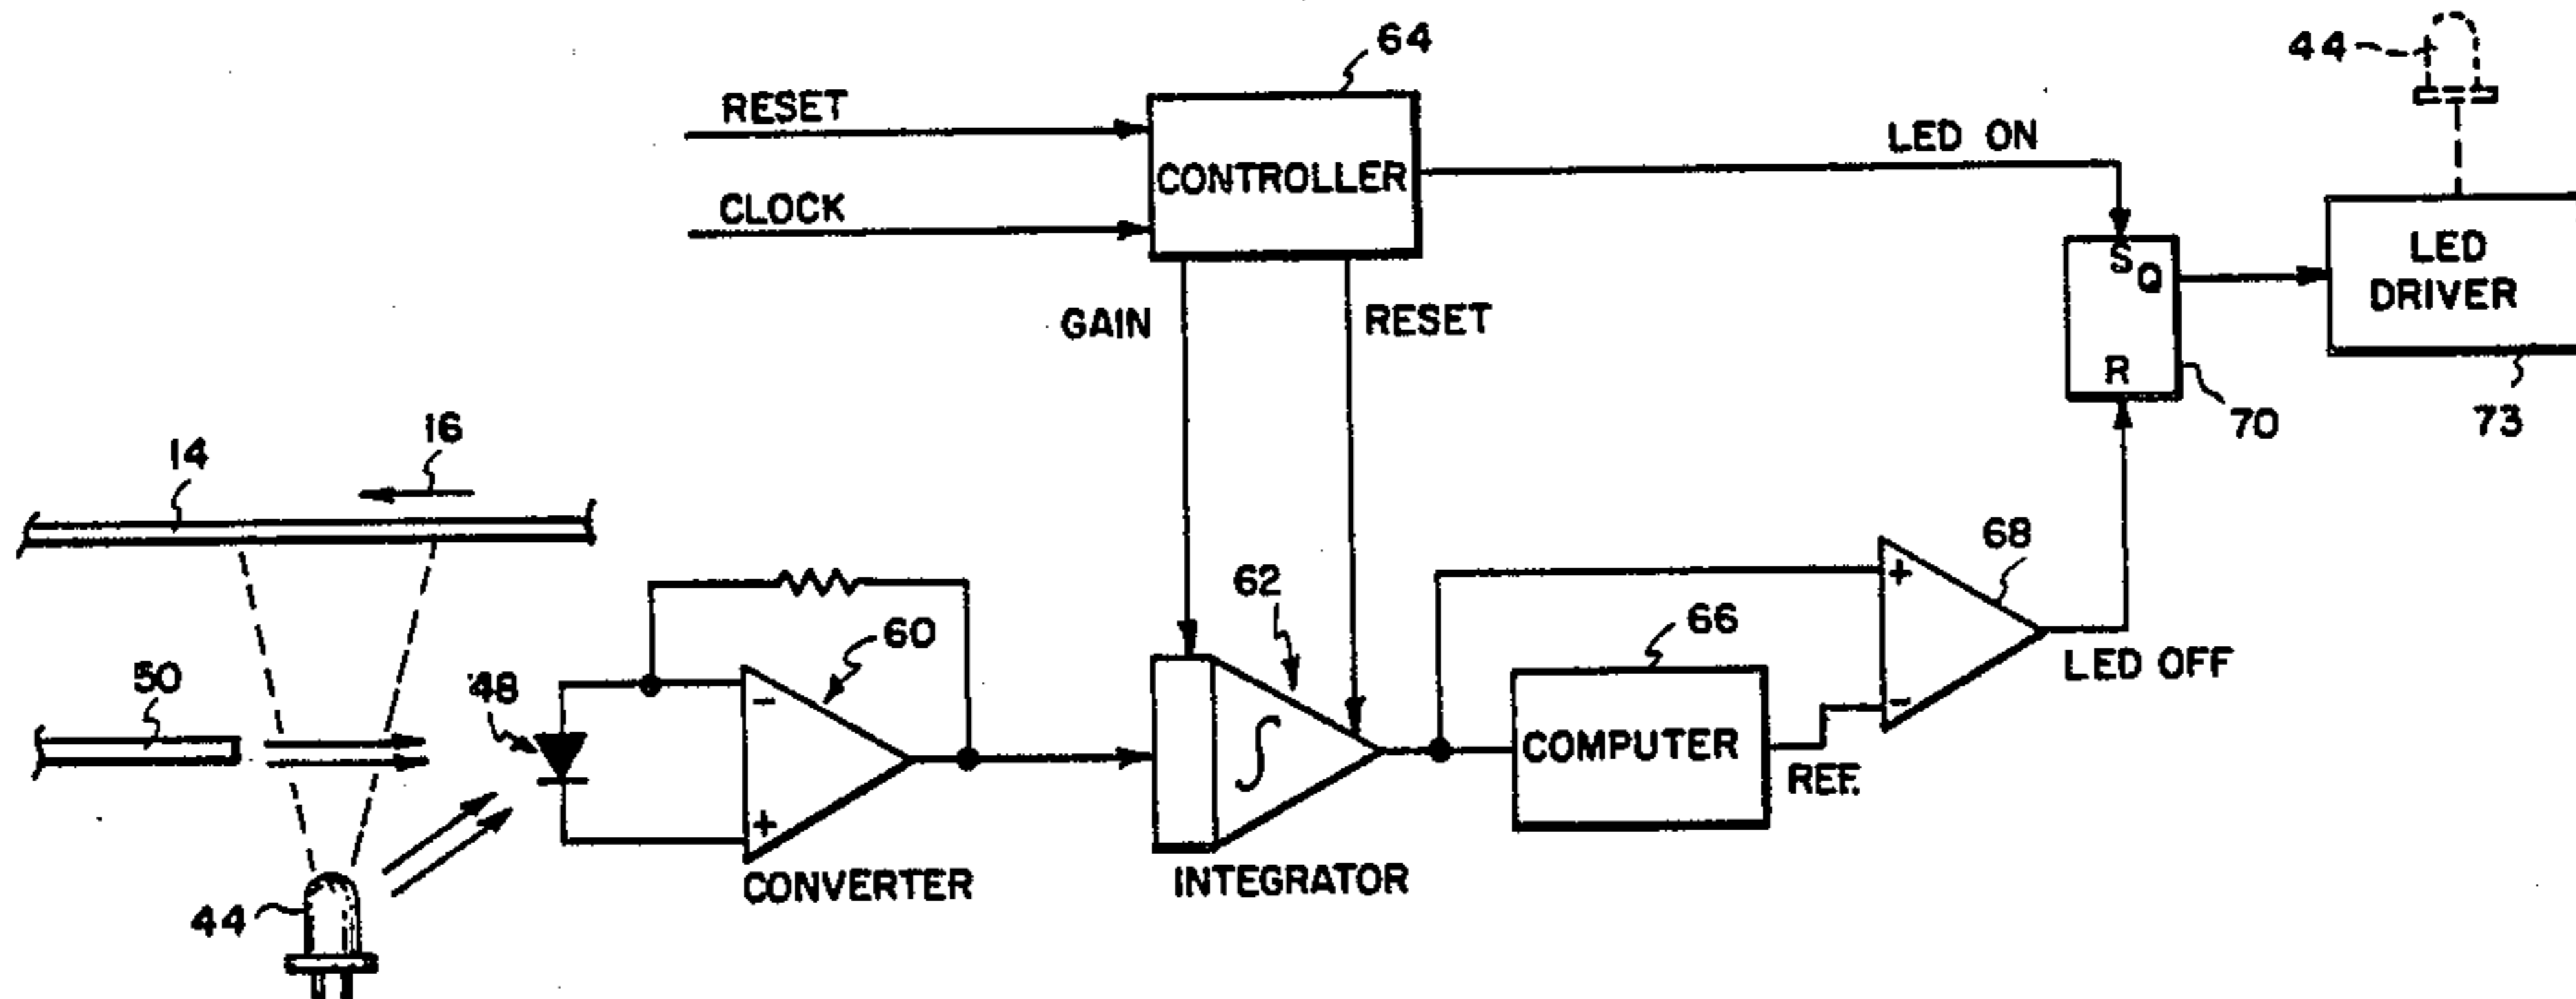 64
44
RESET
CONTROLLER
LED ON
CLOCK
S
Q
R
LED
DRIVER
GAIN
RESET
70
73
14
16
62
68
+
-
60
66
50
48
-
+
∫
COMPUTER
REF.
LED OFF
CONVERTER
INTEGRATOR
44